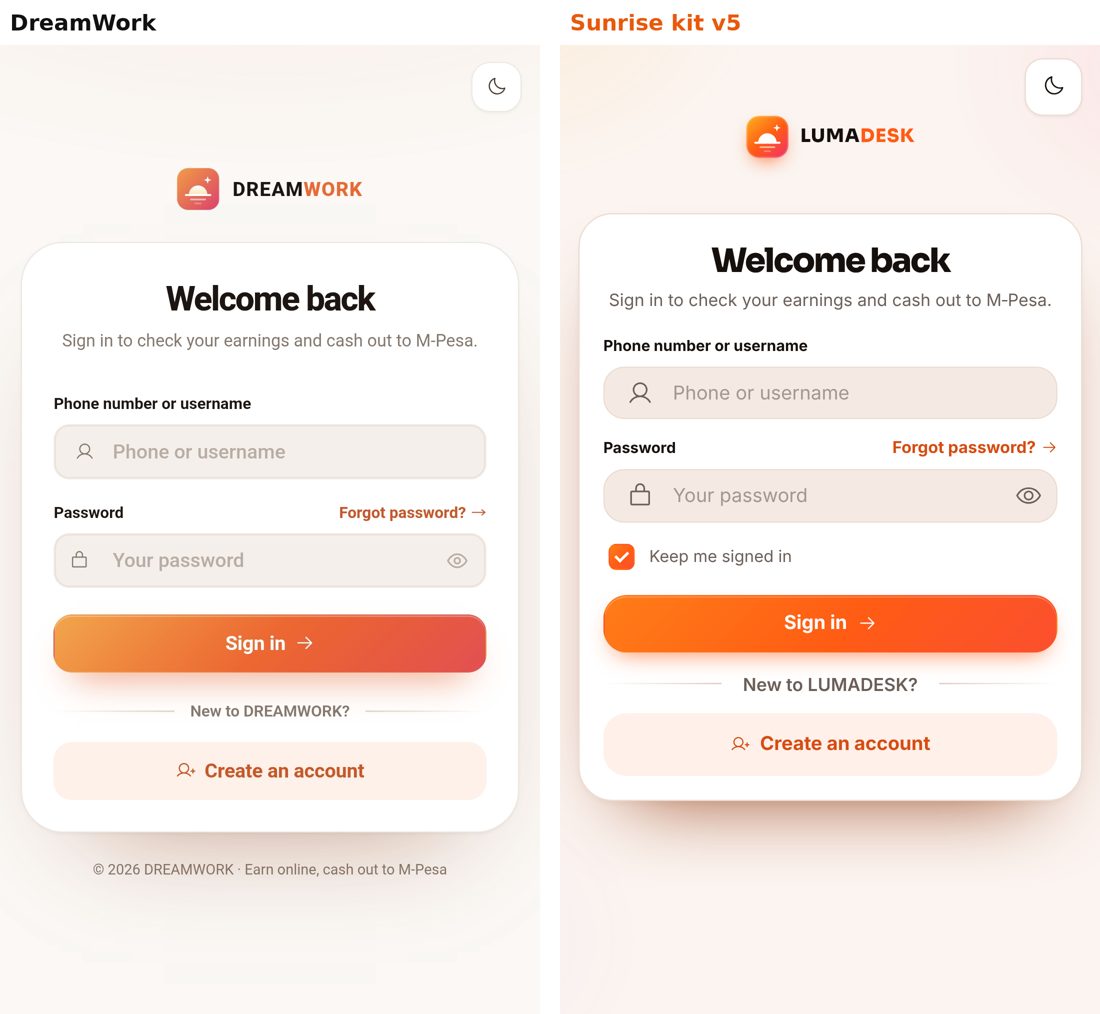 DreamWork
DREAMWORK
Welcome back
Sign in to check your earnings and cash out to M-Pesa.
Phone number or username
Phone or username
Password
Forgot password? →
Your password
Sign in →
New to DREAMWORK?
Create an account
© 2026 DREAMWORK · Earn online, cash out to M-Pesa
Sunrise kit v5
LUMADESK
Welcome back
Sign in to check your earnings and cash out to M-Pesa.
Phone number or username
Phone or username
Password
Forgot password? →
Your password
Keep me signed in
Sign in →
New to LUMADESK?
Create an account